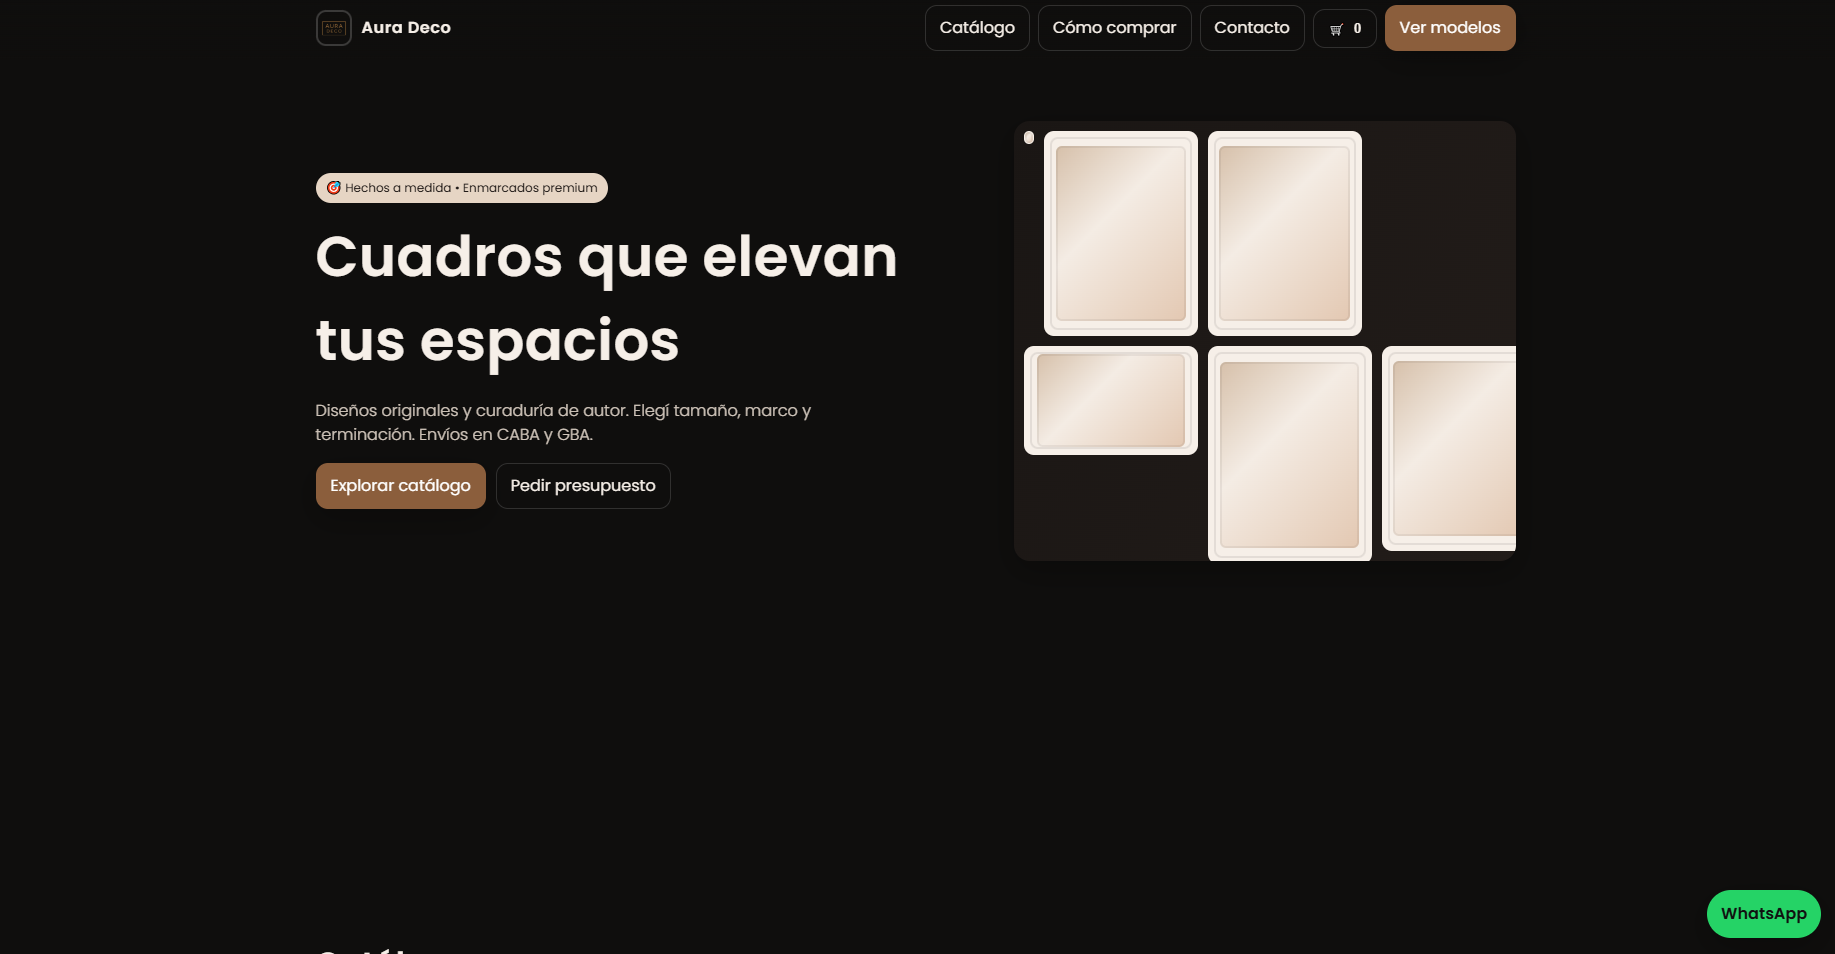 AURA
DECO
Aura Deco
Catálogo
Cómo comprar
Contacto
0
Ver modelos
Hechos a medida • Enmarcados premium
Cuadros que elevan
tus espacios
Diseños originales y curaduría de autor. Elegí tamaño, marco y
terminación. Envíos en CABA y GBA.
Explorar catálogo
Pedir presupuesto
WhatsApp